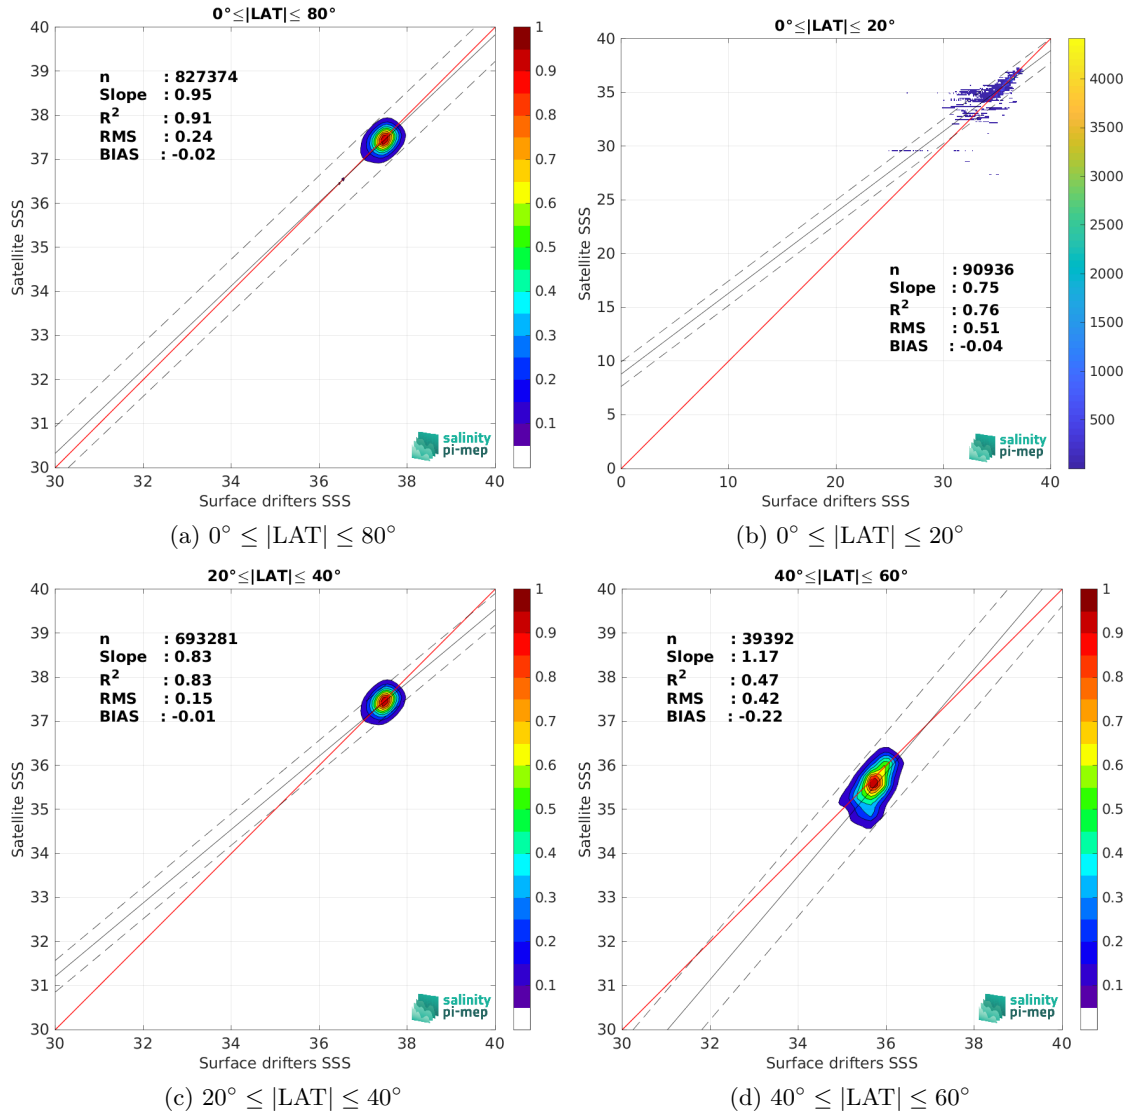 0°≤|LAT|≤ 80°
40
39
38
37
36
35
34
33
32
31
30
Satellite SSS
n : 827374
Slope : 0.95
R² : 0.91
RMS : 0.24
BIAS : -0.02
salinity
pi-mep
30 32 34 36 38 40
Surface drifters SSS
1
0.9
0.8
0.7
0.6
0.5
0.4
0.3
0.2
0.1
(a) 0° ≤ |LAT| ≤ 80°
0°≤|LAT|≤ 20°
40
35
30
25
20
15
10
5
0
Satellite SSS
n : 90936
Slope : 0.75
R² : 0.76
RMS : 0.51
BIAS : -0.04
salinity
pi-mep
0 10 20 30 40
Surface drifters SSS
4000
3500
3000
2500
2000
1500
1000
500
(b) 0° ≤ |LAT| ≤ 20°
20°≤|LAT|≤ 40°
40
39
38
37
36
35
34
33
32
31
30
Satellite SSS
n : 693281
Slope : 0.83
R² : 0.83
RMS : 0.15
BIAS : -0.01
salinity
pi-mep
30 32 34 36 38 40
Surface drifters SSS
1
0.9
0.8
0.7
0.6
0.5
0.4
0.3
0.2
0.1
(c) 20° ≤ |LAT| ≤ 40°
40°≤|LAT|≤ 60°
40
39
38
37
36
35
34
33
32
31
30
Satellite SSS
n : 39392
Slope : 1.17
R² : 0.47
RMS : 0.42
BIAS : -0.22
salinity
pi-mep
30 32 34 36 38 40
Surface drifters SSS
1
0.9
0.8
0.7
0.6
0.5
0.4
0.3
0.2
0.1
(d) 40° ≤ |LAT| ≤ 60°